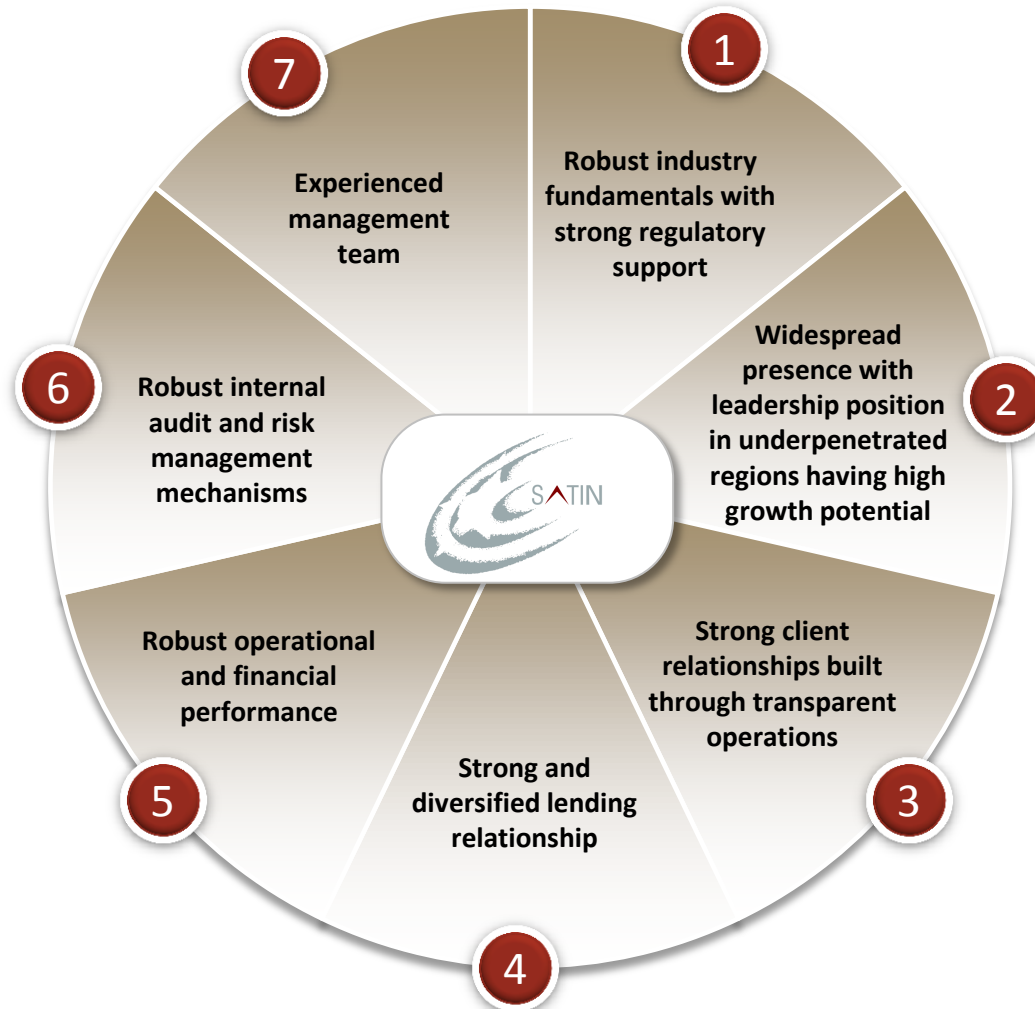 1
Robust industry
fundamentals with
strong regulatory
support
2
Widespread
presence with
leadership position
in underpenetrated
regions having high
growth potential
3
Strong client
relationships built
through transparent
operations
4
Strong and
diversified lending
relationship
5
Robust operational
and financial
performance
6
Robust internal
audit and risk
management
mechanisms
7
Experienced
management
team
SATIN